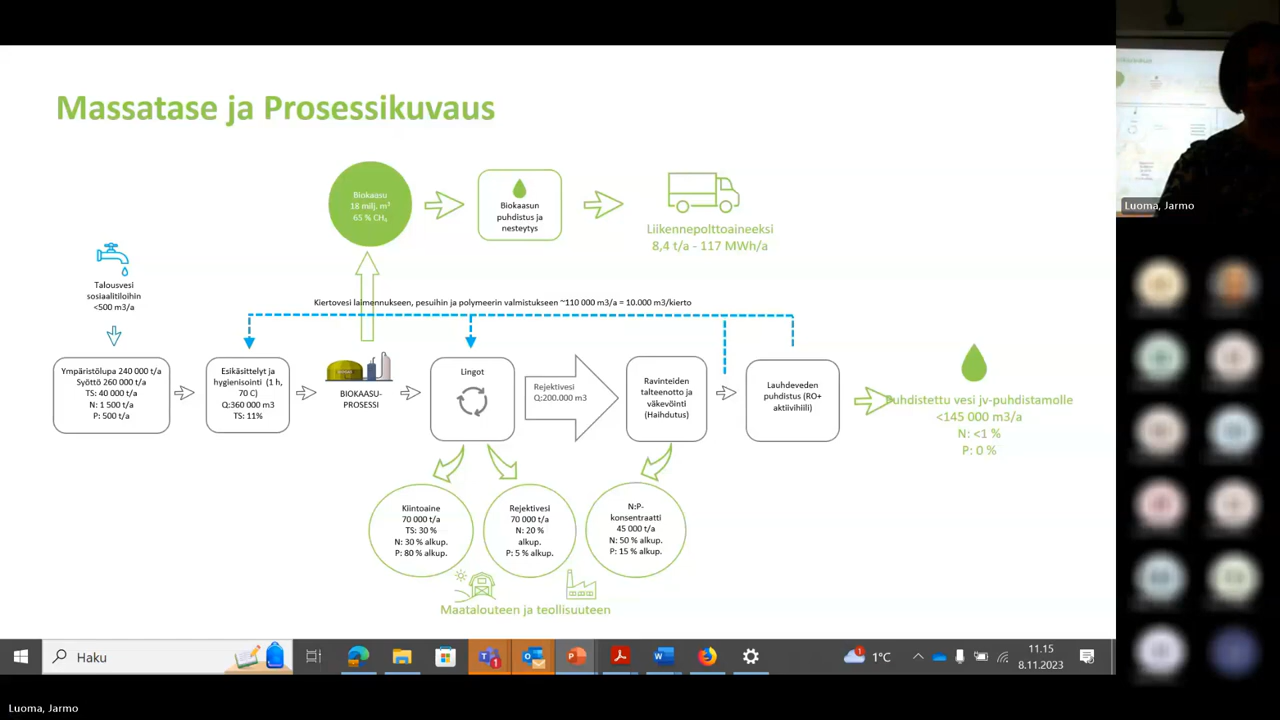 Massatase ja Prosessikuvaus
Biokaasu
18 milj. m³
65 % CH₄
Biokaasun
puhdistus ja
nesteytys
Liikennepolttoaineeksi
8,4 t/a - 117 MWh/a
Talousvesi
sosiaalitiloihin
<500 m3/a
Kiertovesi laimennukseen, pesuihin ja polymeerin valmistukseen ~110 000 m3/a = 10.000 m3/kierto
Ympäristölupa 240 000 t/a
Syöttö 260 000 t/a
TS: 40 000 t/a
N: 1 500 t/a
P: 500 t/a
Esikäsittelyt ja
hygienisointi (1 h,
70 C)
Q:360 000 m3
TS: 11%
BIOKAASU-
PROSESSI
Lingot
Rejektivesi
Q:200.000 m3
Ravinteiden
talteenotto ja
väkevöinti
(Haihdutus)
Lauhdeveden
puhdistus (RO+
aktiivihiili)
Puhdistettu vesi jv-puhdistamolle
<145 000 m3/a
N: <1 %
P: 0 %
Kiintoaine
70 000 t/a
TS: 30 %
N: 30 % alkup.
P: 80 % alkup.
Rejektivesi
70 000 t/a
N: 20 %
alkup.
P: 5 % alkup.
N:P-
konsentraatti
45 000 t/a
N: 50 % alkup.
P: 15 % alkup.
Maatalouteen ja teollisuuteen
Luoma, Jarmo
Haku
1°C
11.15
8.11.2023
Luoma, Jarmo